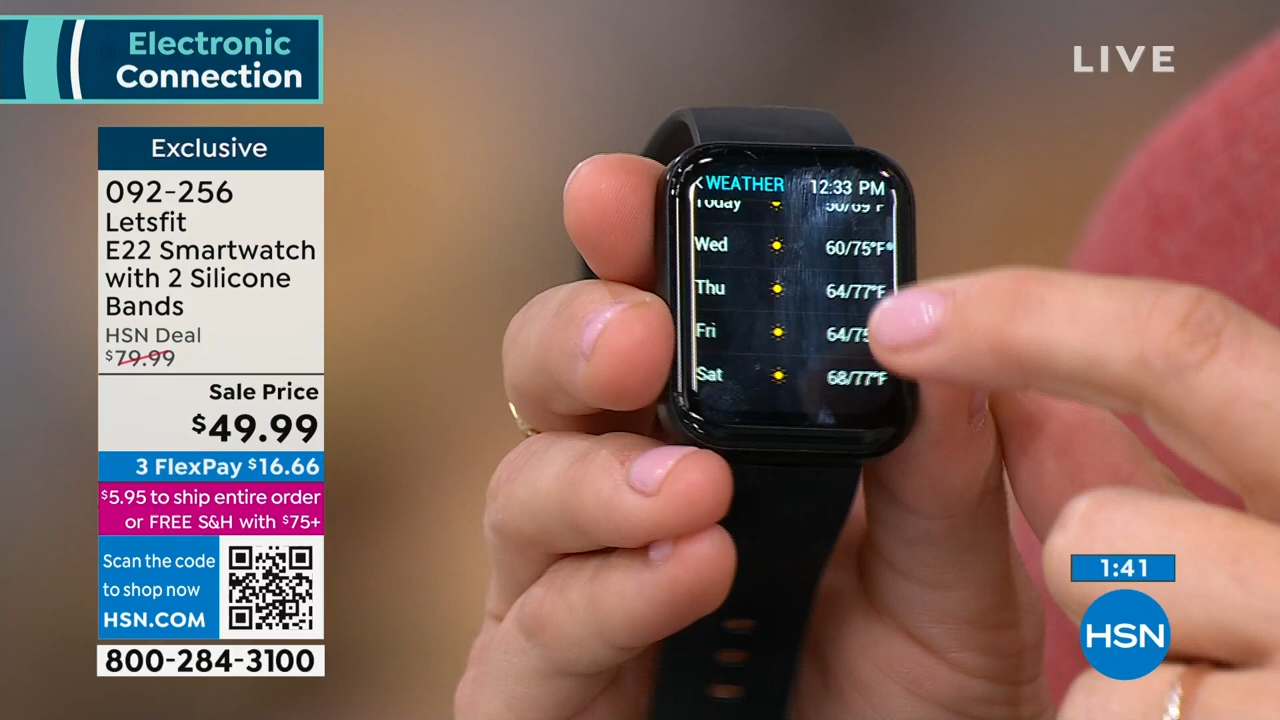 Electronic
Connection
LIVE
Exclusive
092-256
Letsfit
E22 Smartwatch
with 2 Silicone
Bands
HSN Deal
$79.99
Sale Price
$49.99
3 FlexPay $16.66
$5.95 to ship entire order
or FREE S&H with $75+
Scan the code
to shop now
HSN.COM
800-284-3100
<WEATHER 12:33 PM
Today
Wed 60/75°F
Thu 64/77°F
Fri
Sat 68/77°F
1:41
HSN